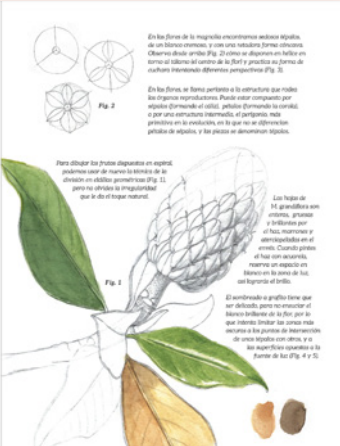 En las flores de la magnolia encontramos sedosos tépalos,
de un blanco cremoso, y con una notadora forma cóncava.
Observa desde arriba (Fig. 2) cómo se disponen en hélice en
torno al tálamo (el centro de la flor) y practica su forma de
cuchara intentando diferentes perspectivas (Fig. 3).
En las flores, se llama perianto a la estructura que rodea
los órganos reproductores. Puede estar compuesto por
sépalos (formando el cáliz), pétalos (formando la corola),
o por una estructura intermedia, el perigonio, más
primitiva en la evolución, en la que no se diferencian
pétalos de sépalos, y las piezas se denominan tépalos.
Fig. 2
Para dibujar los frutos dispuestos en espiral,
podemos usar de nuevo la técnica de la
división en eslillas geométricas (Fig. 1),
pero no olvides la irregularidad
que le da el toque natural.
Las hojas de
M. grandiflora son
enteras, gruesas
y brillantes por
el haz, marrones y
aterciopeladas en el
envés. Cuando pintes
el haz con acuarela,
reserva un espacio en
blanco en la zona de luz,
así lograrás el brillo.
Fig. 1
El sombreado a grafito tiene que
ser delicado, para no ensuciar el
blanco brillante de la flor, por lo
que intenta limitar las zonas más
oscuras a los puntos de intersección
de unos tépalos con otros, y a
las superficies opuestas a la
fuente de luz (Fig. 4 y 5).